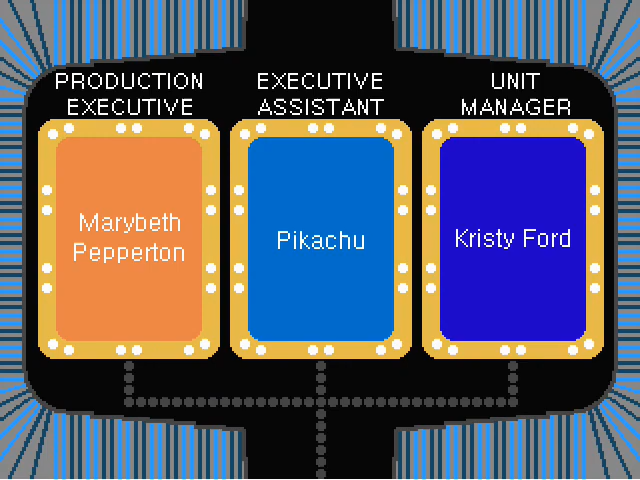 PRODUCTION
EXECUTIVE
EXECUTIVE
ASSISTANT
UNIT
MANAGER
Marybeth
Pepperton
Pikachu
Kristy Ford